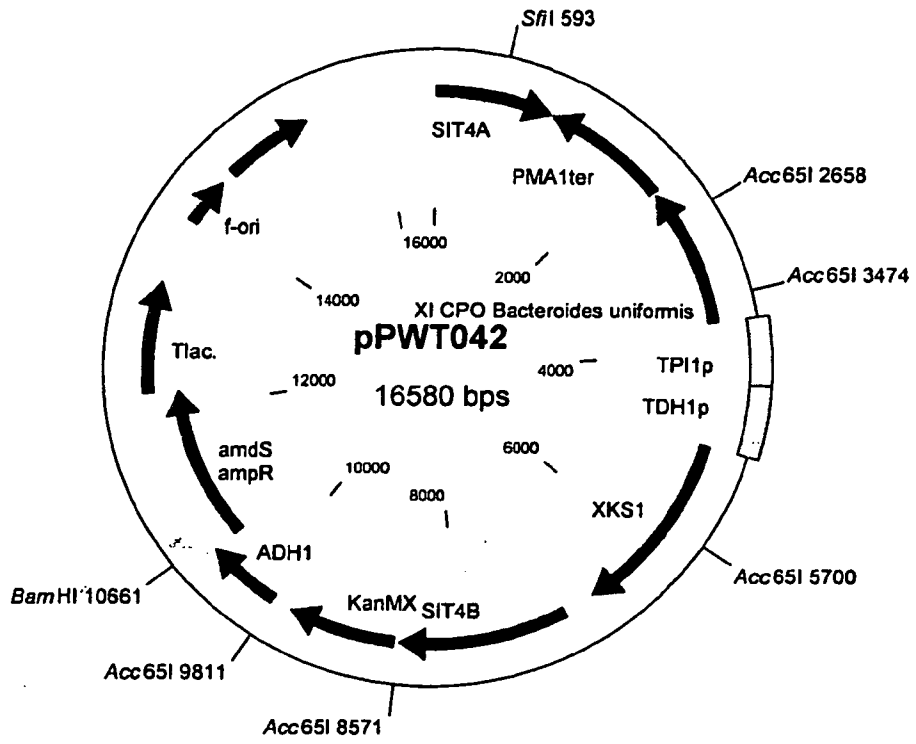 SfiI 593
SIT4A
PMA1ter
Acc65I 2658
f-ori
16000
2000
Acc65I 3474
14000
XI CPO Bacteroides uniformis
pPWT042
Tlac.
TPI1p
4000
12000
16580 bps
TDH1p
amdS
ampR
6000
10000
8000
XKS1
ADH1
Acc65I 5700
BamHI 10661
KanMX
SIT4B
Acc65I 9811
Acc65I 8571